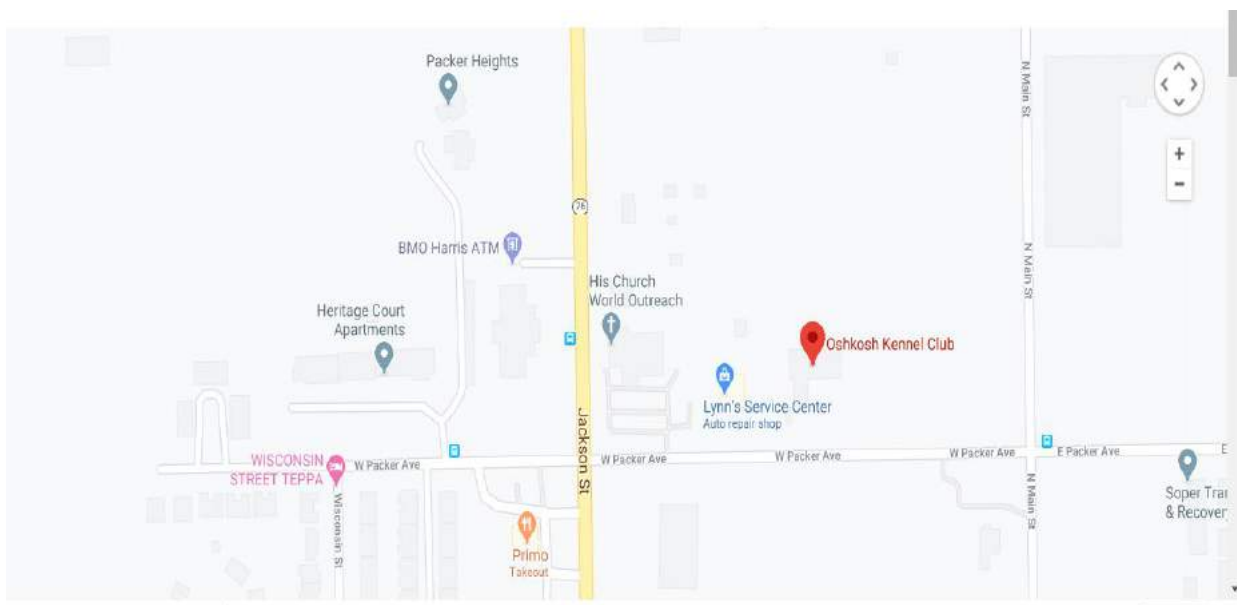 Packer Heights
N Main St
76
BMO Harris ATM
N Main St
His Church
World Outreach
Heritage Court
Apartments
Oshkosh Kennel Club
Lynn's Service Center
Auto repair shop
Jackson St
WISCONSIN
STREET TEPPA
W Packer Ave
W Packer Ave
W Packer Ave
W Packer Ave
E Packer Ave
E
Wisconsin St
N Main St
Soper Trar
& Recover
Primo
Takeout
+
−